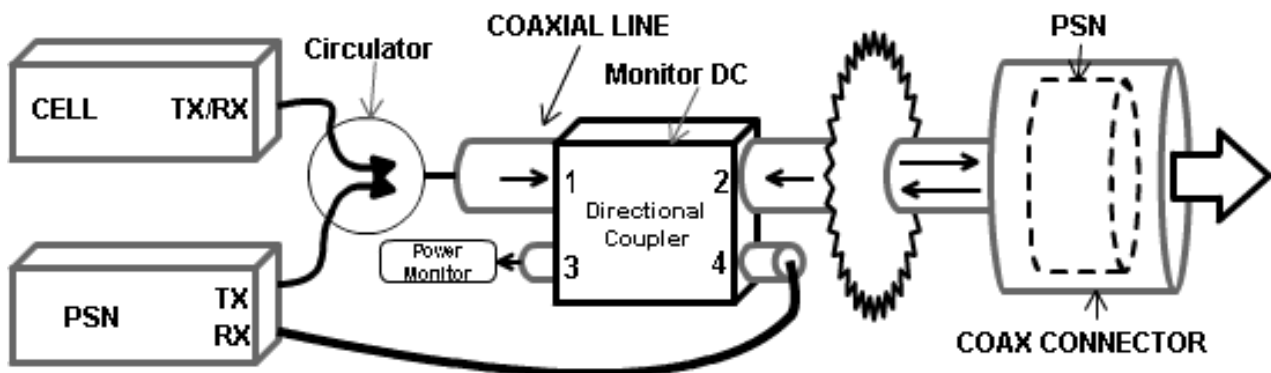 COAXIAL LINE
PSN
Circulator
Monitor DC
CELL TX/RX
1 2
Directional
Coupler
Power
Monitor
3 4
TX
PSN
RX
COAX CONNECTOR